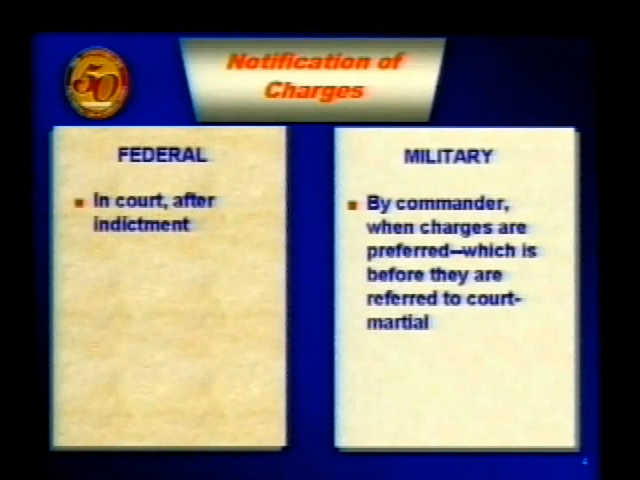 50
Notification of
Charges
FEDERAL
In court, after
indictment
MILITARY
By commander,
when charges are
preferred--which is
before they are
referred to court-
martial
4